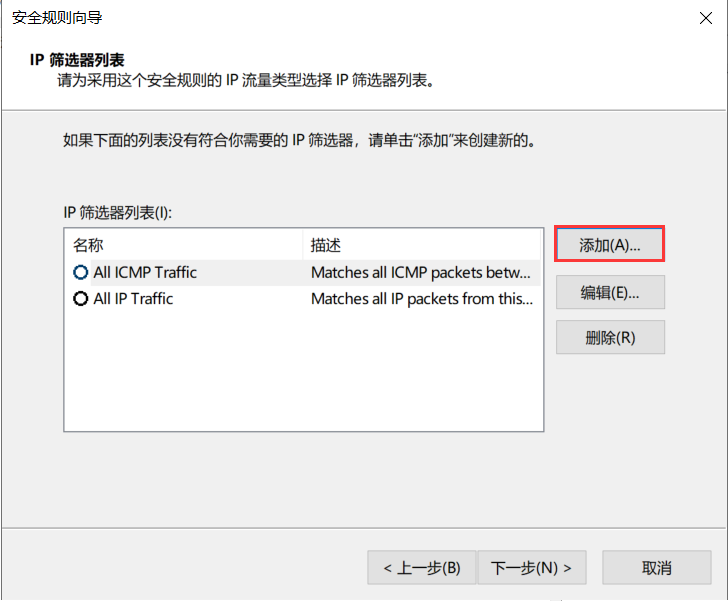 安全规则向导
IP 筛选器列表
请为采用这个安全规则的 IP 流量类型选择 IP 筛选器列表。
如果下面的列表没有符合你需要的 IP 筛选器，请单击“添加”来创建新的。
IP 筛选器列表(I):
名称 描述
All ICMP Traffic Matches all ICMP packets betw...
All IP Traffic Matches all IP packets from this...
添加(A)...
编辑(E)...
删除(R)
< 上一步(B) 下一步(N) > 取消